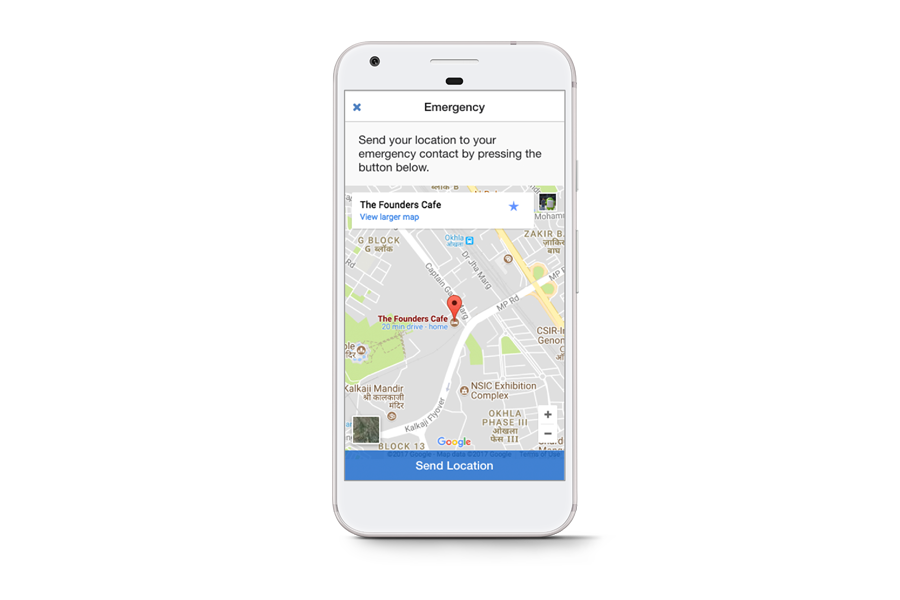 Emergency
Send your location to your
emergency contact by pressing the
button below.
ब्लॉक B
The Founders Cafe
View larger map
Okhla
G BLOCK
G ब्लॉक
ZAKIR B
बाघ
Rd
Dr Jha Marg
Captain
MP Rd
MP
The Founders Cafe
20 min drive - home
CSIR-I
Genom
Kalkaji Mandir
श्री कालकाजी
मंदिर
NSIC Exhibition
Complex
OKHLA
PHASE III
ओखला
फेस III
Kalkaji Flyover
+
−
Google
BLOCK 13
©2017 Google - Map data ©2017 Google
Terms of Use
Send Location